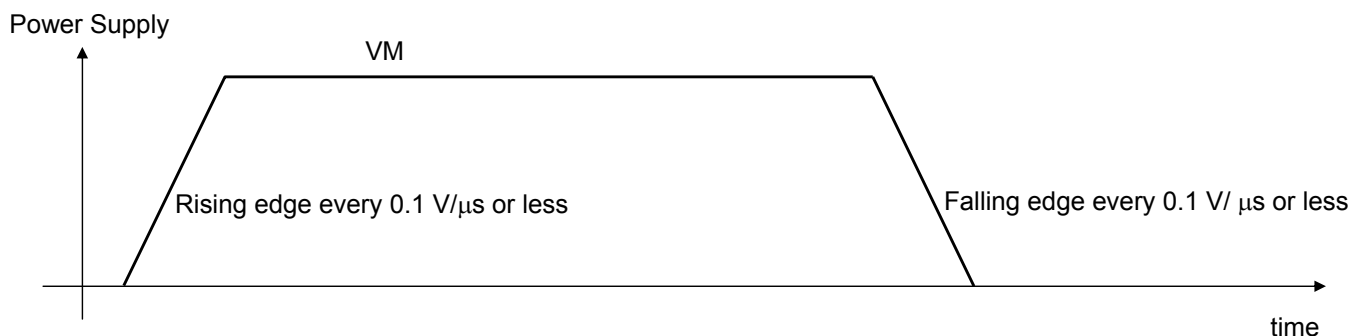 Power Supply
VM
Rising edge every 0.1 V/μs or less
Falling edge every 0.1 V/ μs or less
time